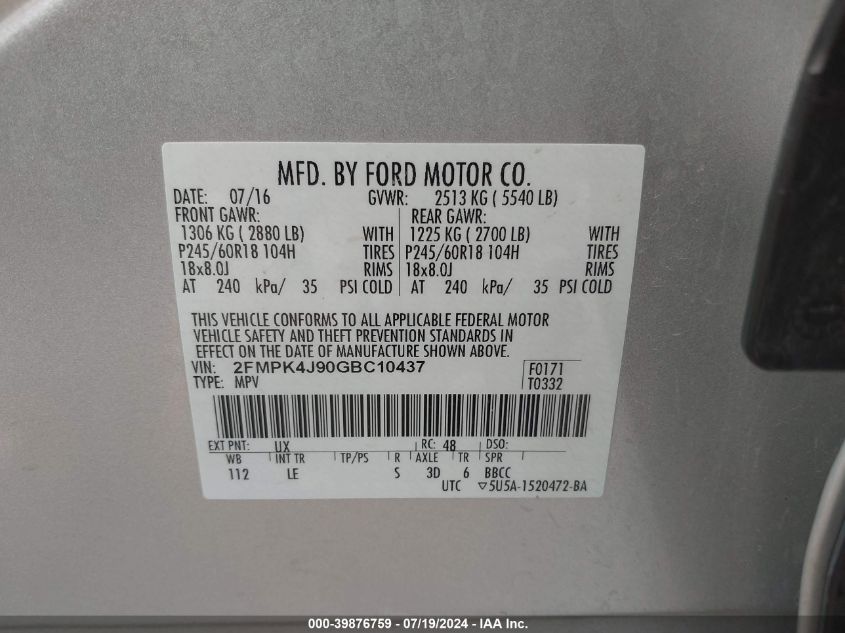 MFD. BY FORD MOTOR CO.
DATE: 07/16 GVWR: 2513 KG ( 5540 LB)
FRONT GAWR: REAR GAWR:
1306 KG ( 2880 LB) WITH 1225 KG ( 2700 LB) WITH
P245/60R18 104H TIRES P245/60R18 104H TIRES
18x8.0J RIMS 18x8.0J RIMS
AT 240 kPa/ 35 PSI COLD AT 240 kPa/ 35 PSI COLD
THIS VEHICLE CONFORMS TO ALL APPLICABLE FEDERAL MOTOR
VEHICLE SAFETY AND THEFT PREVENTION STANDARDS IN
EFFECT ON THE DATE OF MANUFACTURE SHOWN ABOVE.
VIN: 2FMPK4J90GBC10437 F0171
TYPE: MPV T0332
EXT PNT: UX RC: 48 DSO:
WB INT TR TP/PS R AXLE TR SPR
112 LE S 3D 6 BBCC
UTC ▽5U5A-1520472-BA
000-39876759 - 07/19/2024 - IAA Inc.